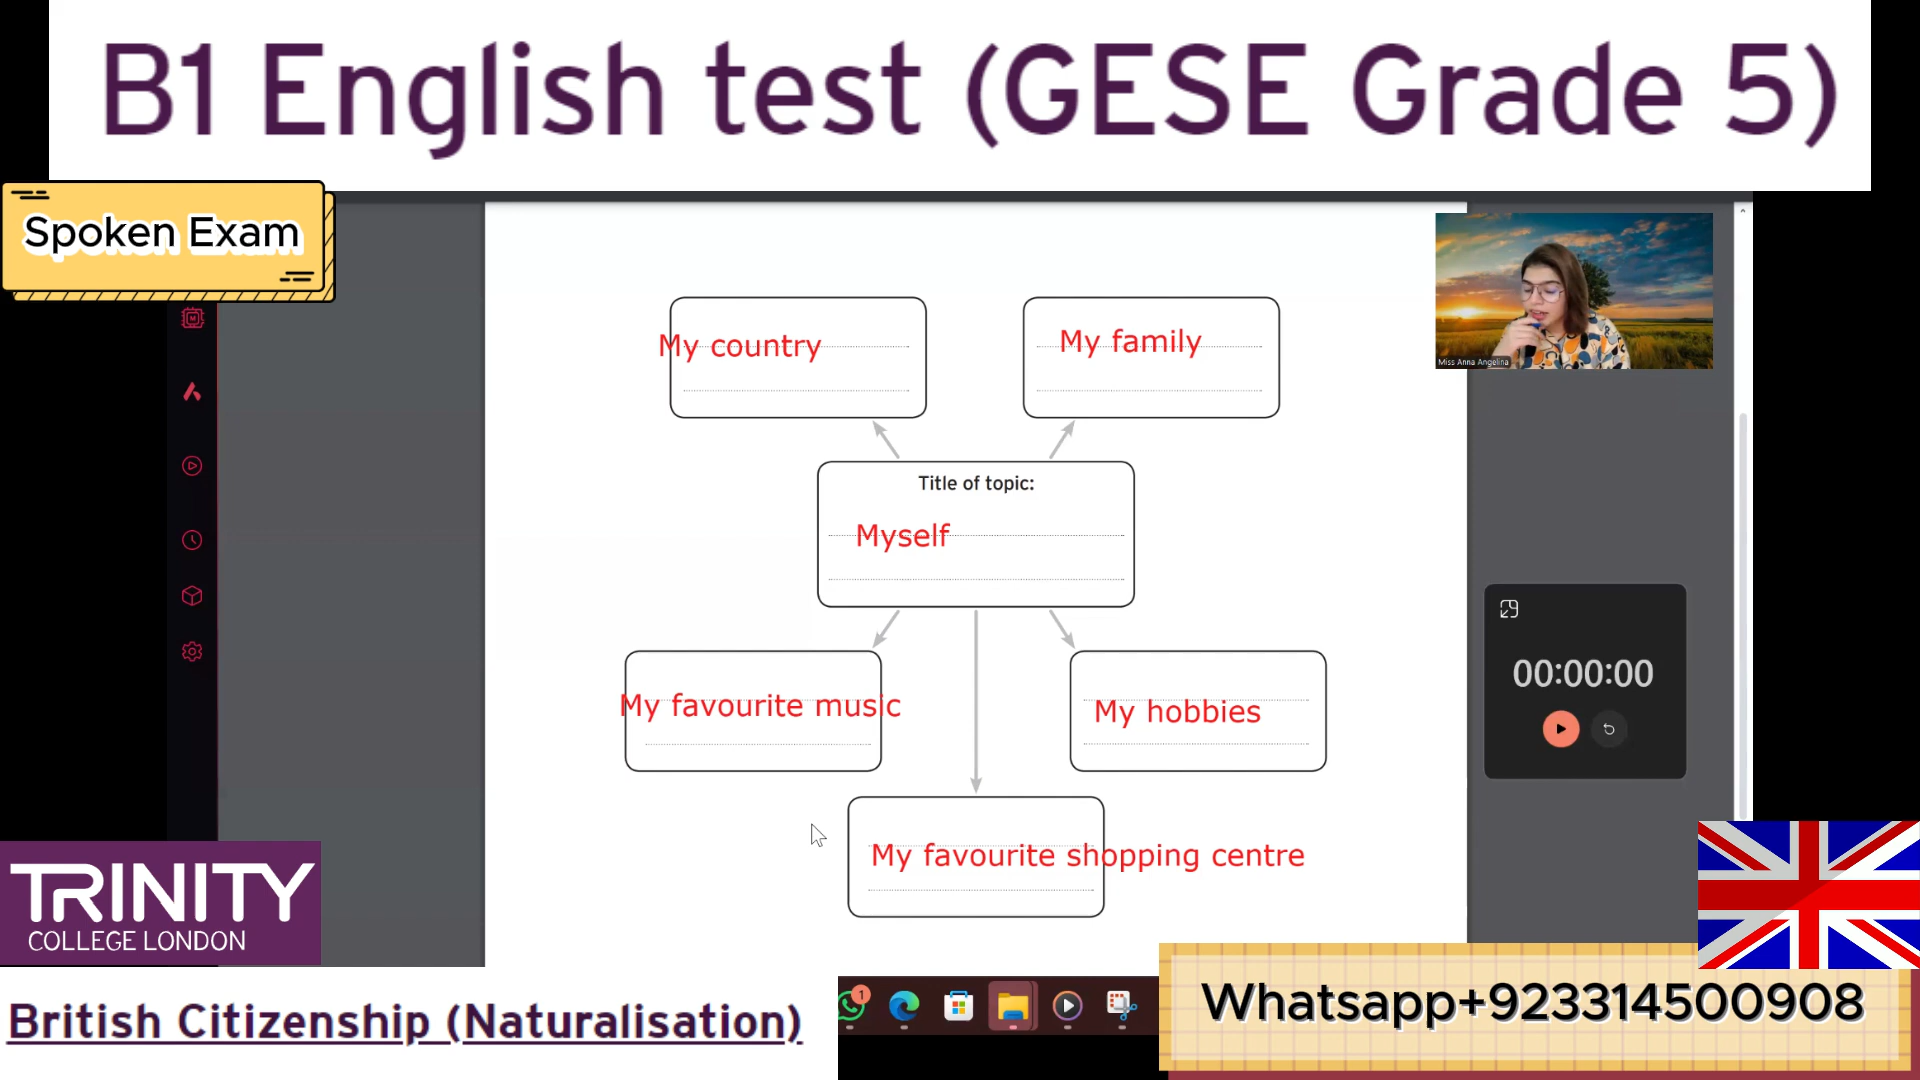 B1 English test (GESE Grade 5)
Spoken Exam
My country
My family
Miss Anna Angelina
Title of topic:
Myself
My favourite music
My hobbies
00:00:00
My favourite shopping centre
TRINITY
COLLEGE LONDON
British Citizenship (Naturalisation)
1
Whatsapp+923314500908